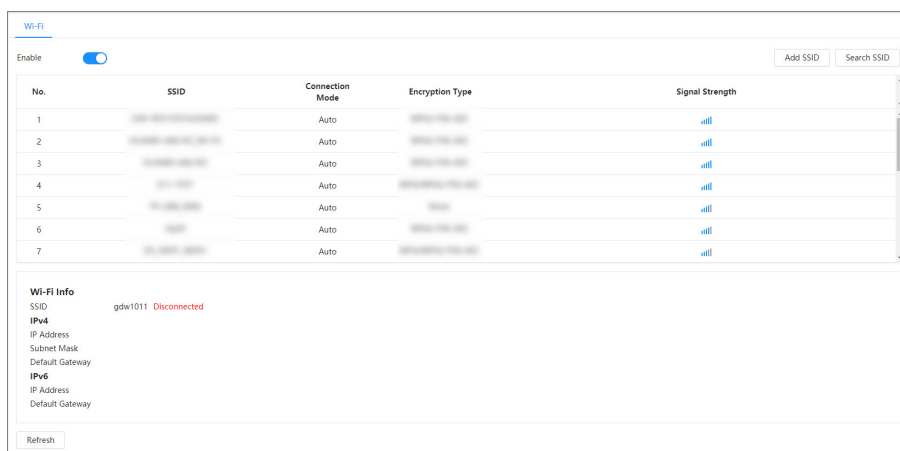 Wi-Fi
Enable Add SSID Search SSID
No. SSID Connection Mode Encryption Type Signal Strength
1 Auto
2 Auto
3 Auto
4 Auto
5 Auto
6 Auto
7 Auto
Wi-Fi Info
SSID gdw1011 Disconnected
IPv4
IP Address
Subnet Mask
Default Gateway
IPv6
IP Address
Default Gateway
Refresh